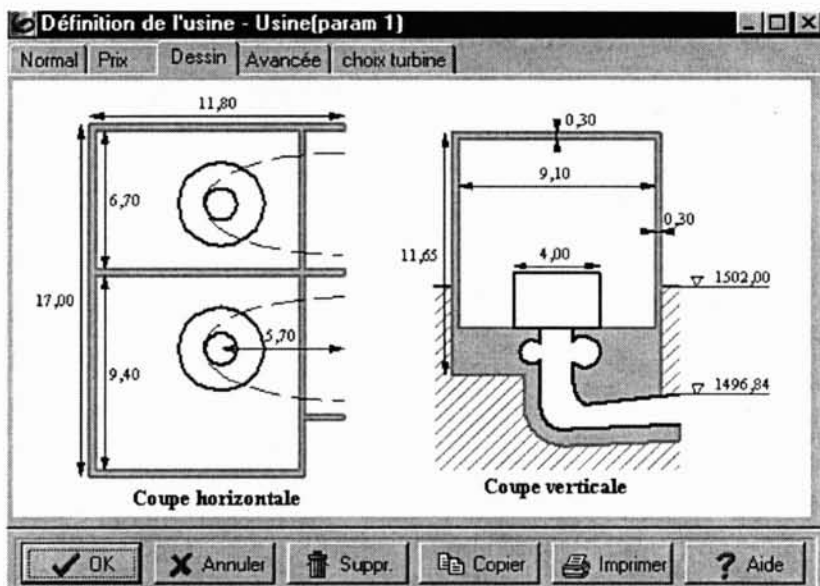 Définition de l'usine - Usine(param 1)
Normal Prix Dessin Avancée choix turbine
11,80
6,70
17,00
5,70
9,40
Coupe horizontale
0,30
9,10
0,30
11,65
4,00
1502,00
1496,84
Coupe verticale
OK Annuler Suppr. Copier Imprimer ? Aide